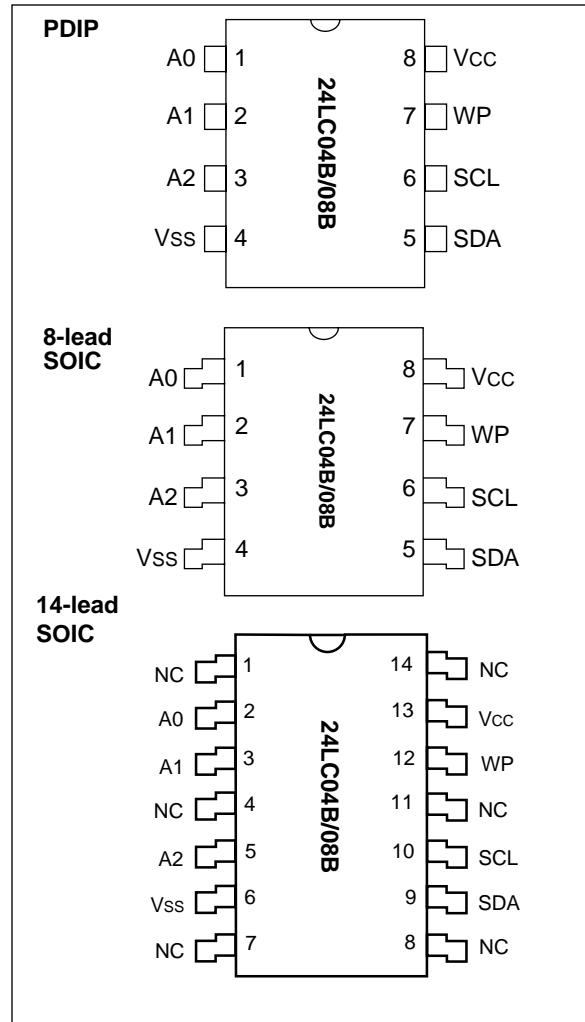 PDIP
A0 1 8 VCC
A1 2 7 WP
A2 3 6 SCL
VSS 4 5 SDA
24LC04B/08B
8-lead
SOIC
A0 1 8 VCC
A1 2 7 WP
A2 3 6 SCL
VSS 4 5 SDA
24LC04B/08B
14-lead
SOIC
NC 1 14 NC
A0 2 13 VCC
A1 3 12 WP
NC 4 11 NC
A2 5 10 SCL
VSS 6 9 SDA
NC 7 8 NC
24LC04B/08B